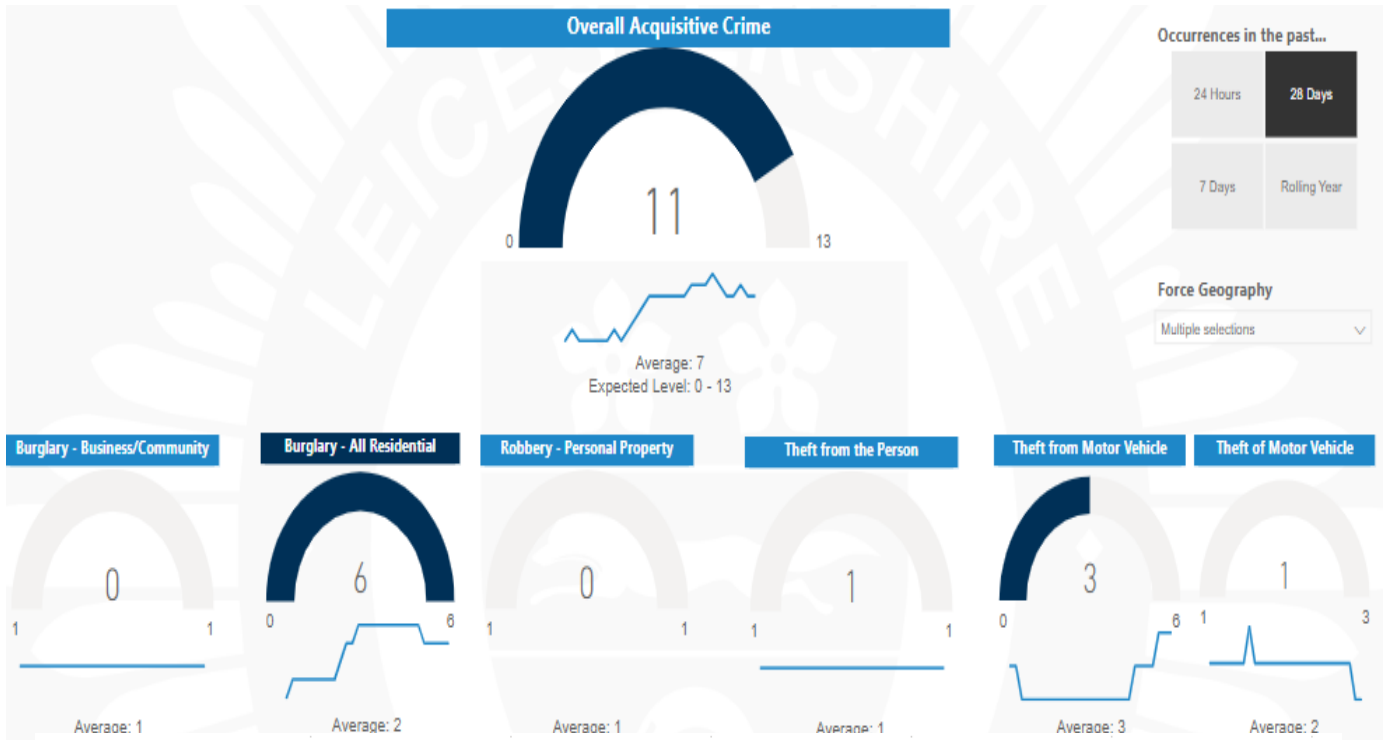 Overall Acquisitive Crime
Occurrences in the past...
24 Hours
28 Days
7 Days
Rolling Year
11
0
13
Average: 7
Expected Level: 0 - 13
Force Geography
Multiple selections
Burglary - Business/Community
0
1
1
Average: 1
Burglary - All Residential
6
0
6
Average: 2
Robbery - Personal Property
0
1
1
Average: 1
Theft from the Person
1
1
1
Average: 1
Theft from Motor Vehicle
3
0
6
Average: 3
Theft of Motor Vehicle
1
1
3
Average: 2